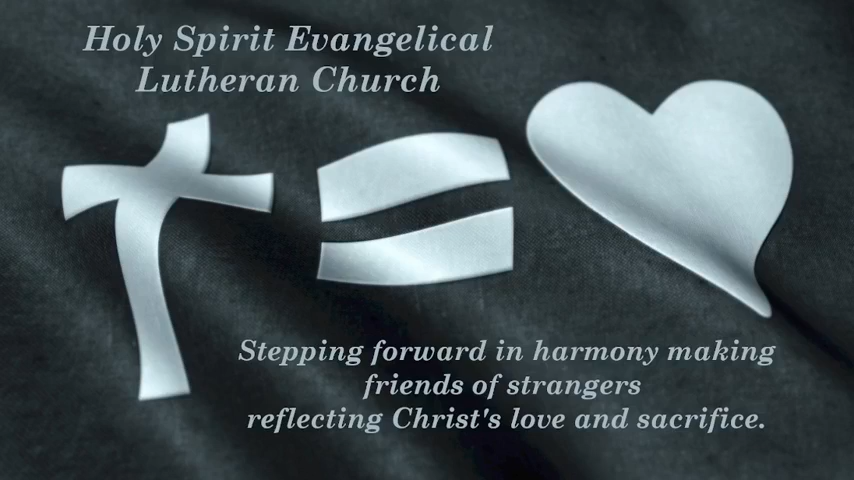 Holy Spirit Evangelical
Lutheran Church
Stepping forward in harmony making
friends of strangers
reflecting Christ's love and sacrifice.